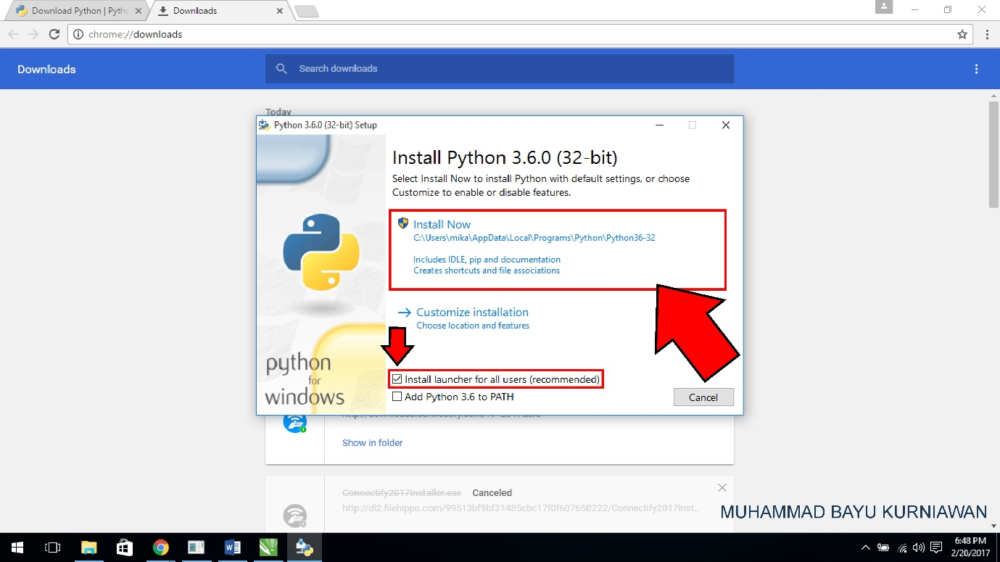 Download Python | Pytho
Downloads
chrome://downloads
Downloads
Search downloads
Today
Python 3.6.0 (32-bit) Setup
Install Python 3.6.0 (32-bit)
Select Install Now to install Python with default settings, or choose
Customize to enable or disable features.
Install Now
C:\Users\mika\AppData\Local\Programs\Python\Python36-32
Includes IDLE, pip and documentation
Creates shortcuts and file associations
Customize installation
Choose location and features
python
for
windows
Install launcher for all users (recommended)
Add Python 3.6 to PATH
Cancel
Show in folder
Connectify2017Installer.exe Canceled
http://dl2.filehippo.com/99513bf9bf31485cbc17f0f607650222/Connectify2017Inst...
MUHAMMAD BAYU KURNIAWAN
6:48 PM
2/20/2017